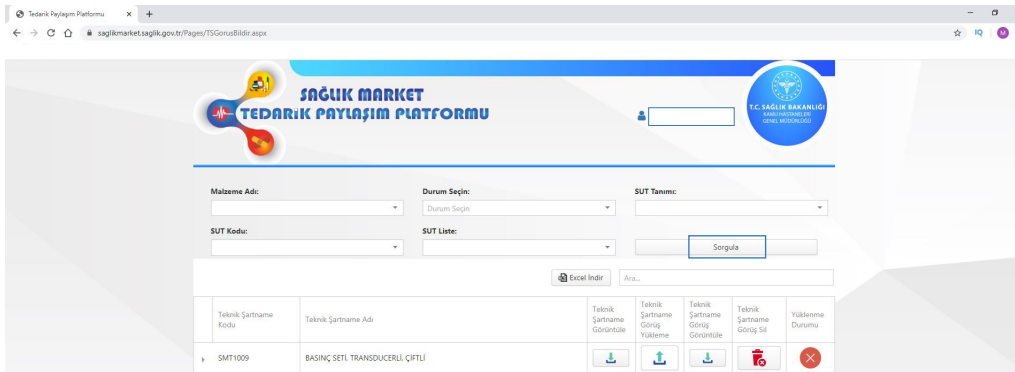 Tedarik Paylaşım Platformu
saglikmarket.saglik.gov.tr/Pages/TSGorusBildir.aspx
IQ
M
SAĞLIK MARKET
TEDARİK PAYLAŞIM PLATFORMU
T.C. SAĞLIK BAKANLIĞI
KAMU HASTANELERİ
GENEL MÜDÜRLÜĞÜ
Malzeme Adı:
Durum Seçin:
SUT Tanımı:
Durum Seçin
SUT Kodu:
SUT Liste:
Sorgula
Excel İndir
Ara...
Teknik Şartname
Kodu
Teknik Şartname Adı
Teknik
Şartname
Görüntüle
Teknik
Şartname
Görüş
Yükleme
Teknik
Şartname
Görüş
Görüntüle
Teknik
Şartname
Görüş Sil
Yüklenme
Durumu
SMT1009
BASINÇ SETİ, TRANSDUCERLİ, ÇİFTLİ